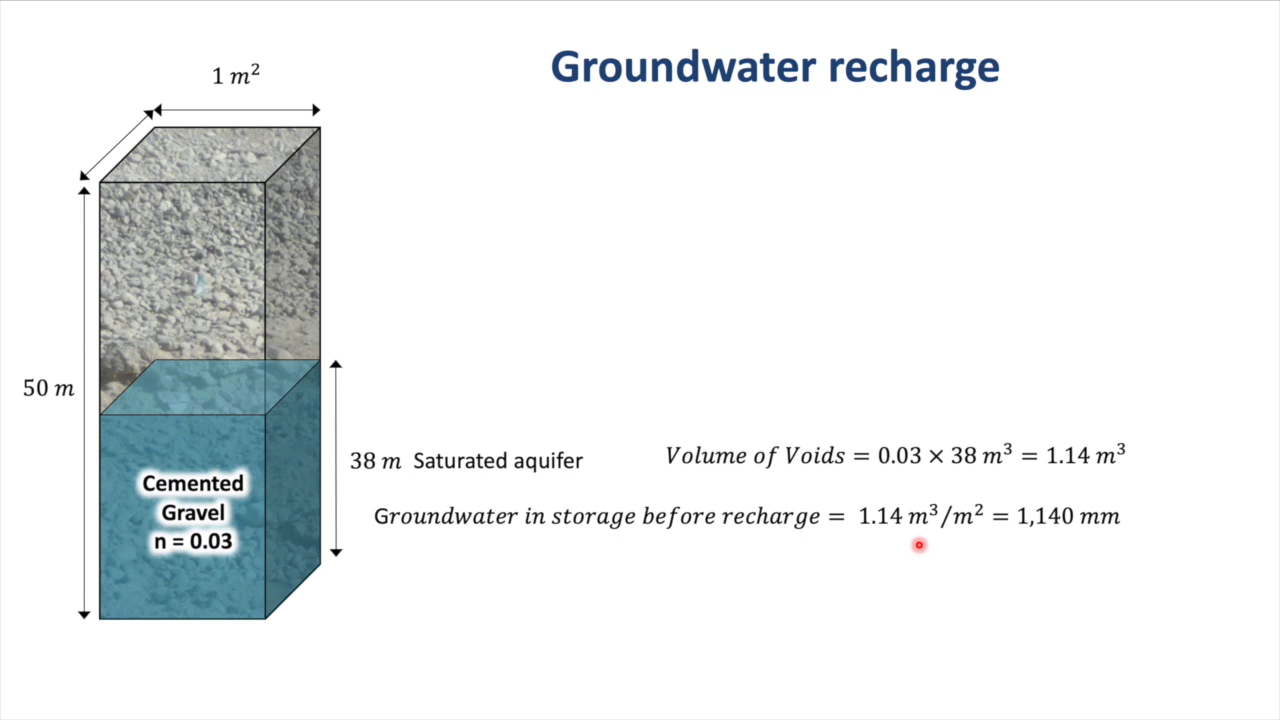 Groundwater recharge
1 m²
50 m
38 m Saturated aquifer
Volume of Voids = 0.03 × 38 m³ = 1.14 m³
Cemented
Gravel
n = 0.03
Groundwater in storage before recharge = 1.14 m³/m² = 1,140 mm